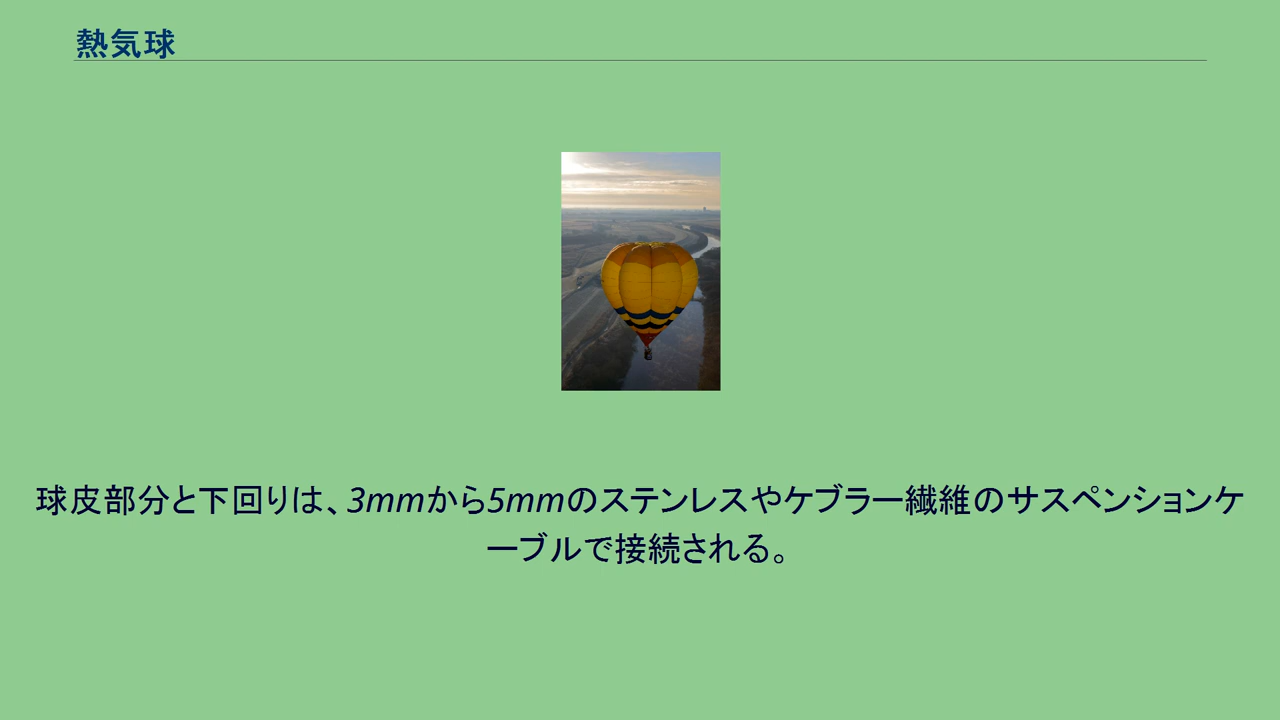 熱気球
球皮部分と下回りは、3mmから5mmのステンレスやケブラー繊維のサスペンションケ
ーブルで接続される。